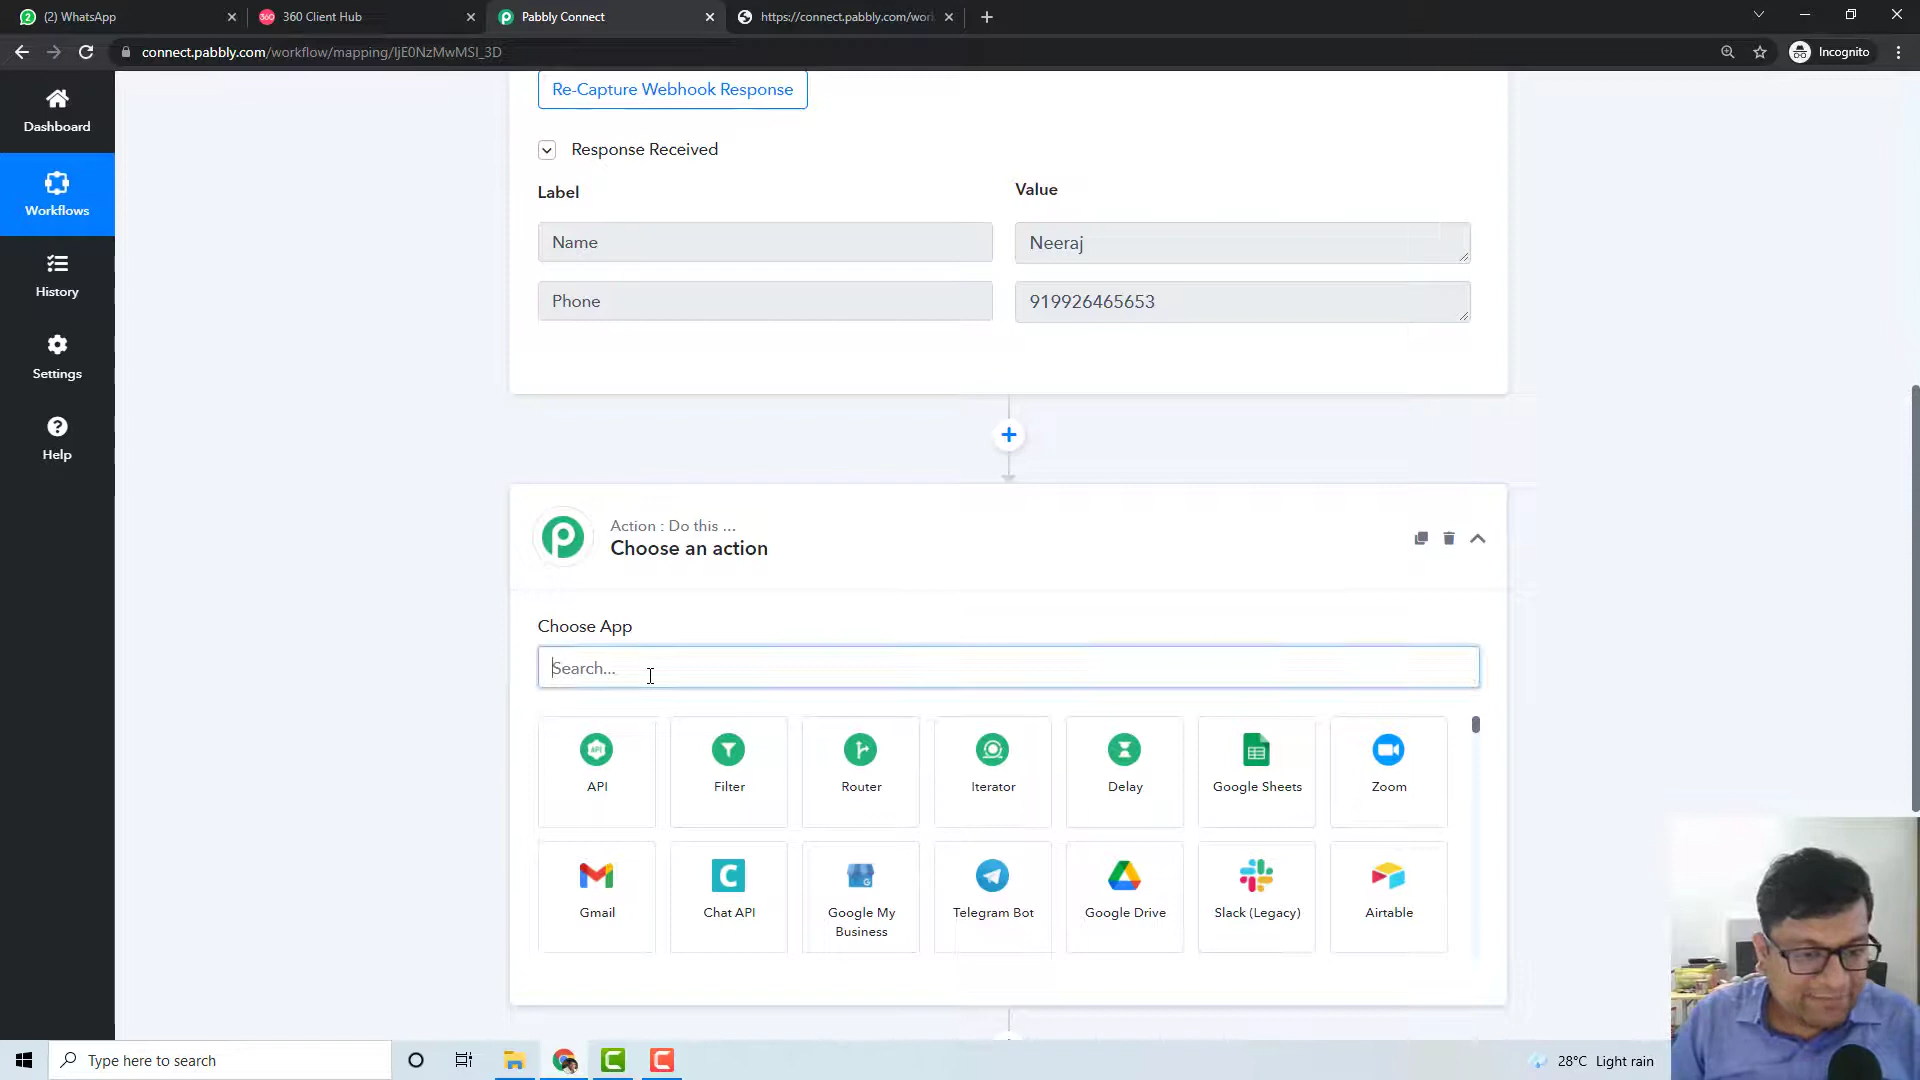 (2) WhatsApp
360 Client Hub
Pabbly Connect
https://connect.pabbly.com/wor
connect.pabbly.com/workflow/mapping/IjE0NzMwMSI_3D
Incognito
Dashboard
Workflows
History
Settings
Help
Re-Capture Webhook Response
Response Received
Label
Value
Name
Neeraj
Phone
919926465653
Action : Do this ...
Choose an action
Choose App
Search...
API
Filter
Router
Iterator
Delay
Google Sheets
Zoom
Gmail
Chat API
Google My
Business
Telegram Bot
Google Drive
Slack (Legacy)
Airtable
Type here to search
28°C Light rain